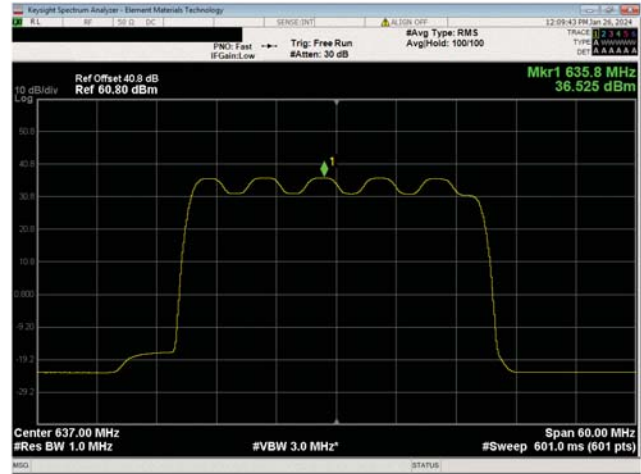 Keysight Spectrum Analyzer - Element Materials Technology
RL RF 50 Ω DC SENSE:INT ALIGN OFF 12:09:43 PM Jan 26, 2024
PNO: Fast Trig: Free Run #Avg Type: RMS TRACE 1 2 3 4 5 6
IFGain:Low #Atten: 30 dB Avg|Hold: 100/100 TYPE A WWWWW
DET A A A A A A
Mkr1 635.8 MHz
36.525 dBm
Ref Offset 40.8 dB
10 dB/div Ref 60.80 dBm
Log
50.8
40.8
1
30.8
20.8
10.8
0.800
-9.20
-19.2
-29.2
Center 637.00 MHz Span 60.00 MHz
#Res BW 1.0 MHz #VBW 3.0 MHz* #Sweep 601.0 ms (601 pts)
MSG STATUS